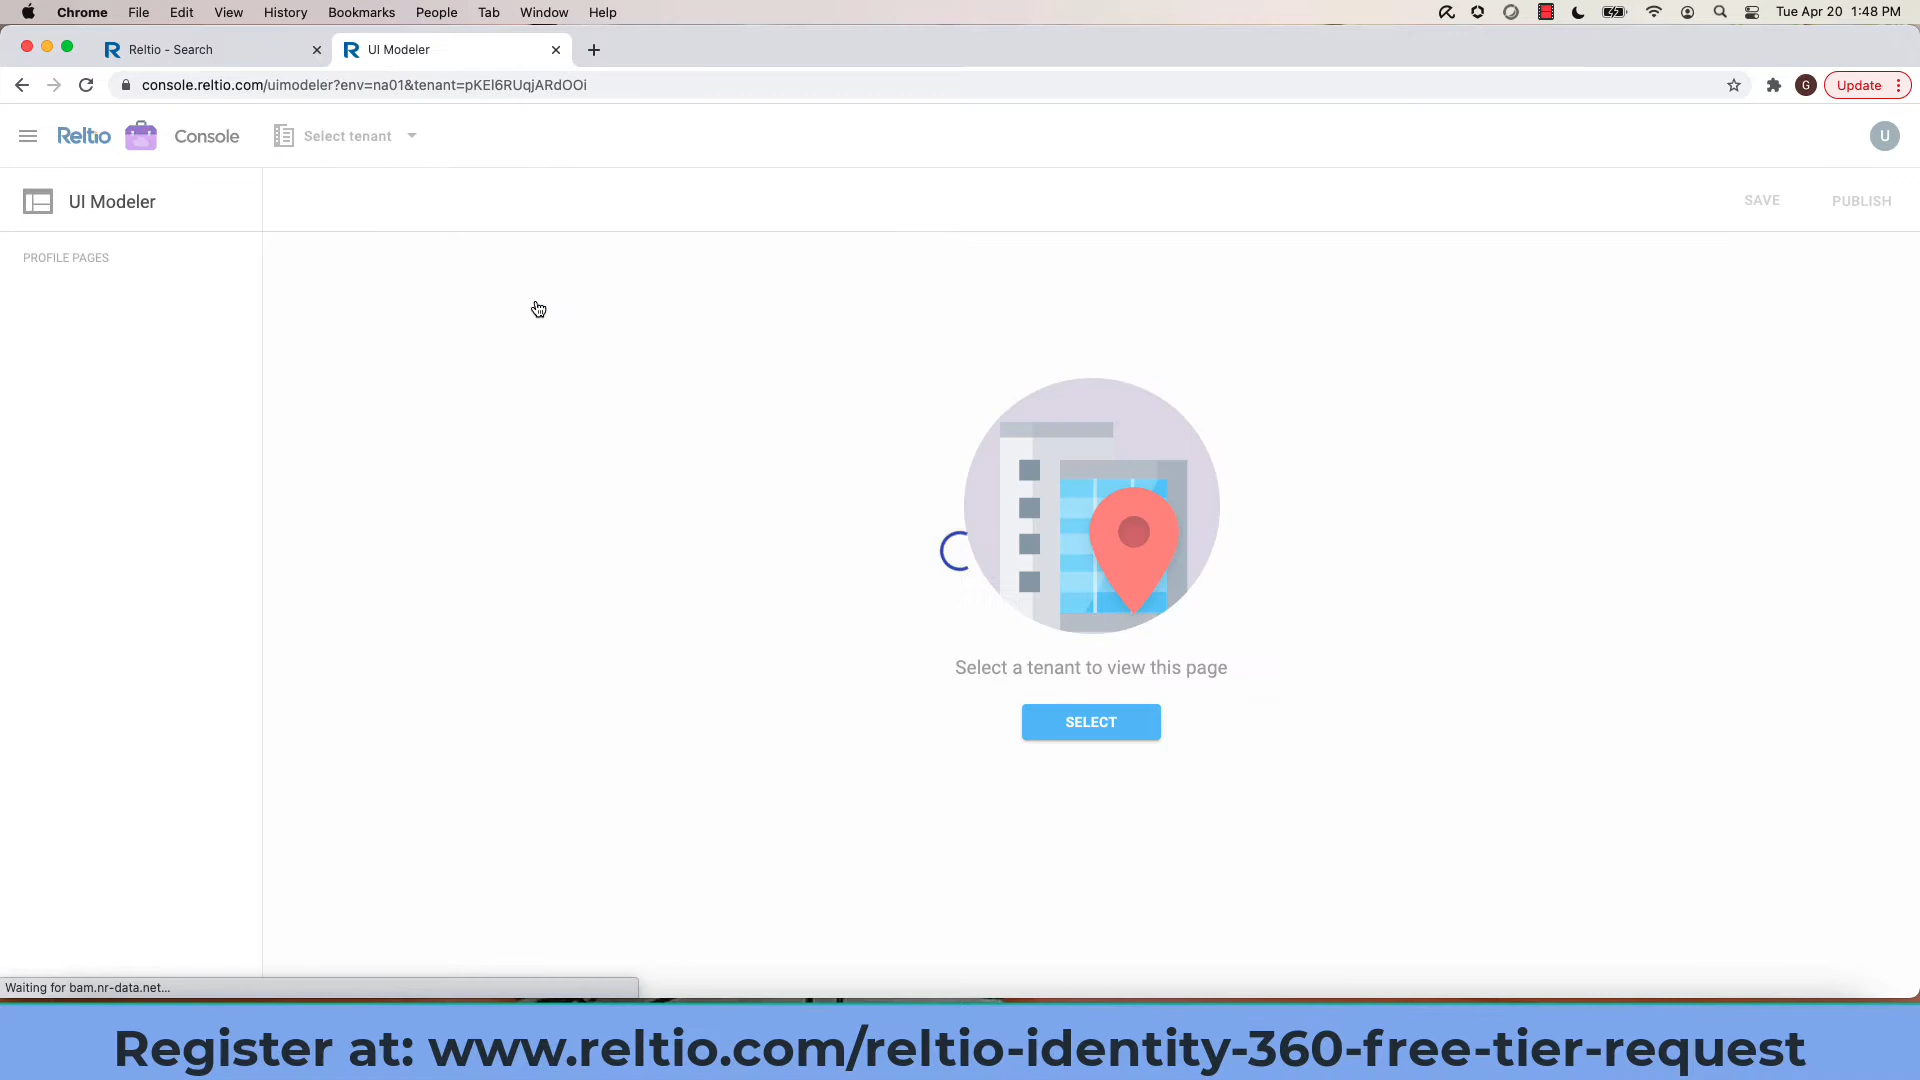 Chrome File Edit View History Bookmarks People Tab Window Help Tue Apr 20 1:48 PM
Reltio - Search UI Modeler
console.reltio.com/uimodeler?env=na01&tenant=pKEl6RUqjARdOOi G Update
Reltio Console Select tenant U
UI Modeler SAVE PUBLISH
PROFILE PAGES
Select a tenant to view this page
SELECT
Waiting for bam.nr-data.net...
Register at: www.reltio.com/reltio-identity-360-free-tier-request